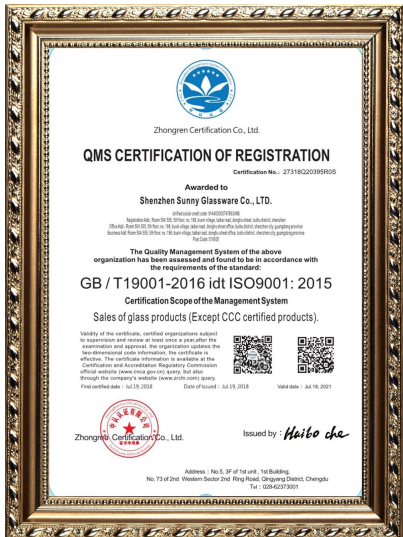 Zhongren Certification Co., Ltd.
QMS CERTIFICATION OF REGISTRATION
Certification No.: 27318Q20395R0S
Awarded to
Shenzhen Sunny Glassware Co., LTD.
The Quality Management System of the above
organization has been assessed and found to be in accordance with
the requirements of the standard:
GB / T19001-2016 idt ISO9001: 2015
Certification Scope of the Management System
Sales of glass products (Except CCC certified products).
Validity of the certificate, certified organizations subject
to supervision and review at least once a year, after the
examination and approval, the organization updates the
two-dimensional code information, the certificate is
effective. The certificate information is available at the
Certification and Accreditation Regulatory Commission
official website (www.cnca.gov.cn) query, but also
through the company's website (www.zrcln.com) query.
First certified date : Jul.19, 2018 Date of Issued : Jul.19, 2018 Valid date : Jul 18, 2021
Zhongren Certification Co., Ltd.
Issued by : Haibo che
Address : No.5, 3F of 1st unit , 1st Building,
No. 73 of 2nd Western Sector 2nd Ring Road, Qingyang District, Chengdu
Tel : 028-62373001